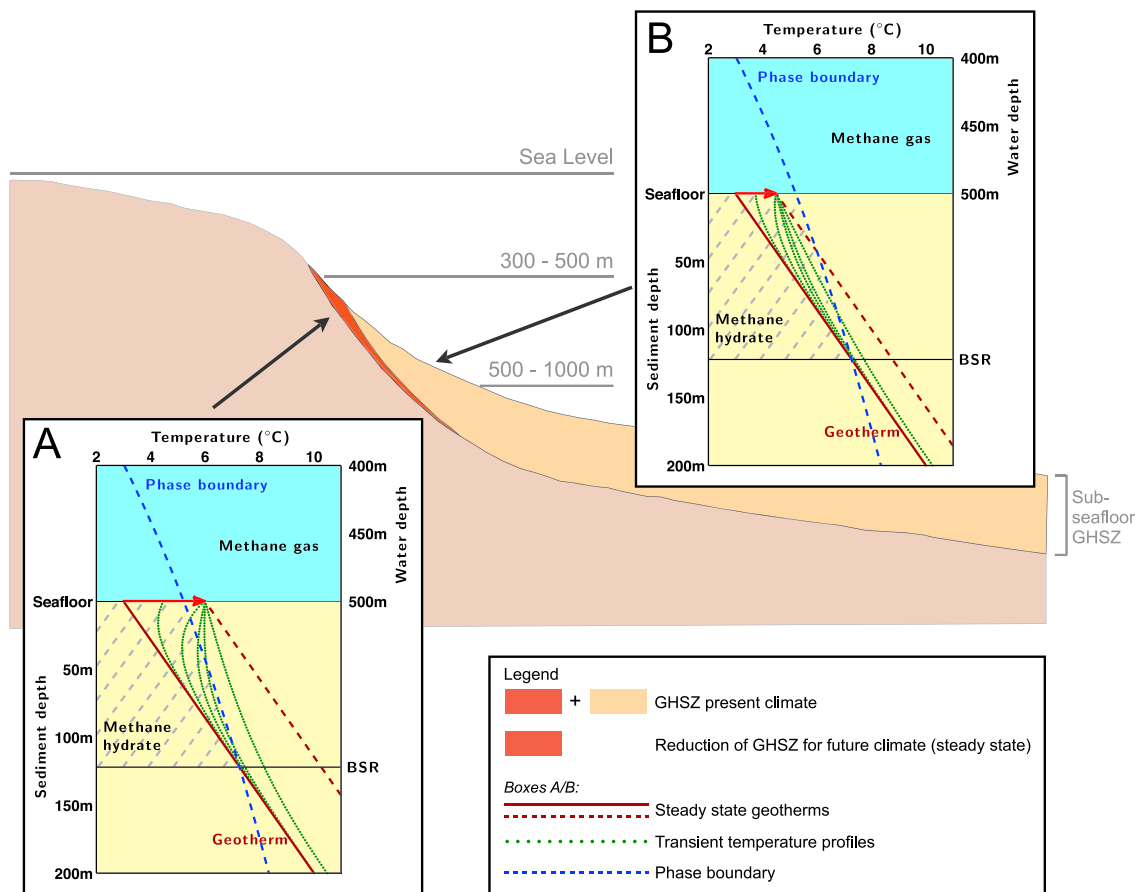 B
Temperature (°C)
2 4 6 8 10
400m
Phase boundary
450m
Methane gas
Water depth
Seafloor
500m
50m
Sediment depth
Methane
hydrate
100m
BSR
150m
Geotherm
200m
Sea Level
300 - 500 m
500 - 1000 m
Sub-
seafloor
GHSZ
A
Temperature (°C)
2 4 6 8 10
400m
Phase boundary
450m
Methane gas
Water depth
Seafloor
500m
50m
Sediment depth
Methane
hydrate
100m
BSR
150m
Geotherm
200m
Legend
+ GHSZ present climate
Reduction of GHSZ for future climate (steady state)
Boxes A/B:
Steady state geotherms
Transient temperature profiles
Phase boundary